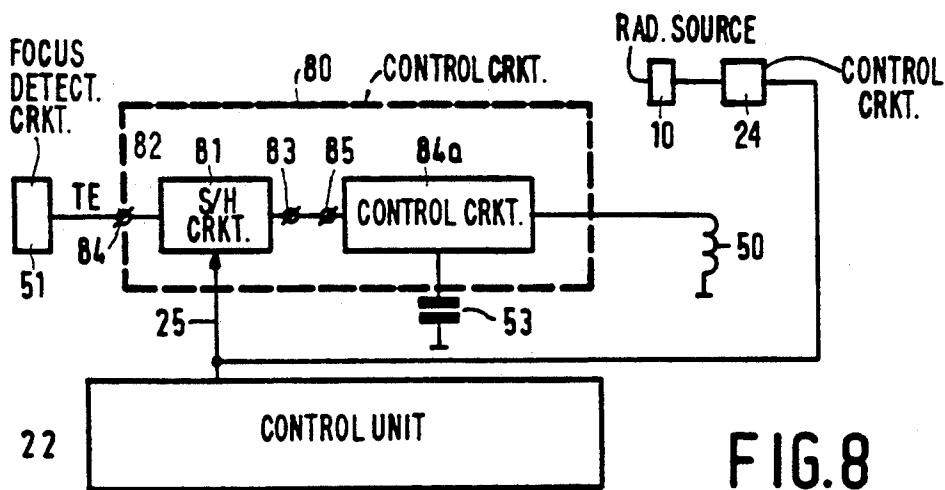 FOCUS
DETECT.
CRKT.
80
CONTROL CRKT.
RAD. SOURCE
CONTROL
CRKT.
10
24
82
81
83
85
84a
TE
S/H
CRKT.
CONTROL CRKT.
84
51
50
25
53
22
CONTROL UNIT
FIG.8